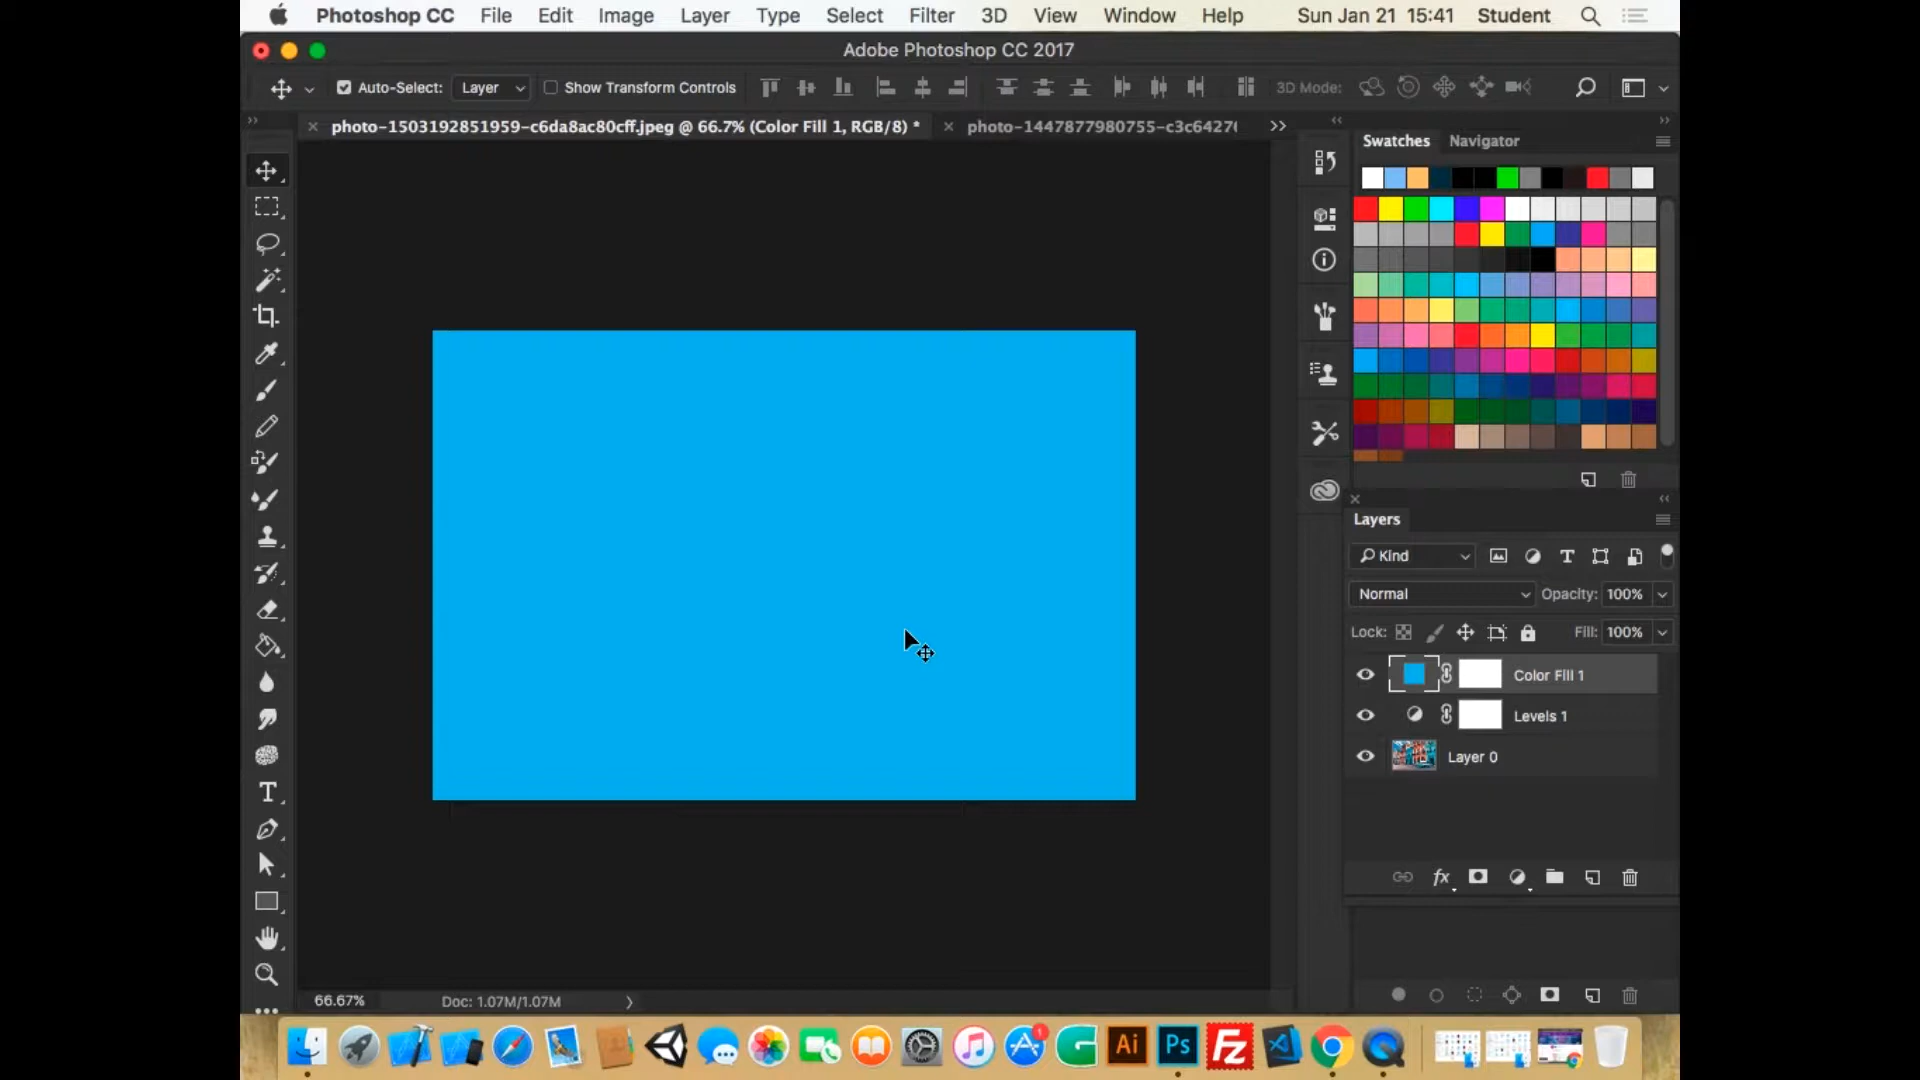 Photoshop CC File Edit Image Layer Type Select Filter 3D View Window Help Sun Jan 21 15:41 Student
Adobe Photoshop CC 2017
Auto-Select: Layer Show Transform Controls 3D Mode:
photo-1503192851959-c6da8ac80cff.jpeg @ 66.7% (Color Fill 1, RGB/8) * photo-1447877980755-c3c6427
Swatches Navigator
Layers
Kind
Normal Opacity: 100%
Lock: Fill: 100%
Color Fill 1
Levels 1
Layer 0
fx
66.67% Doc: 1.07M/1.07M
1
Ai Ps Fz